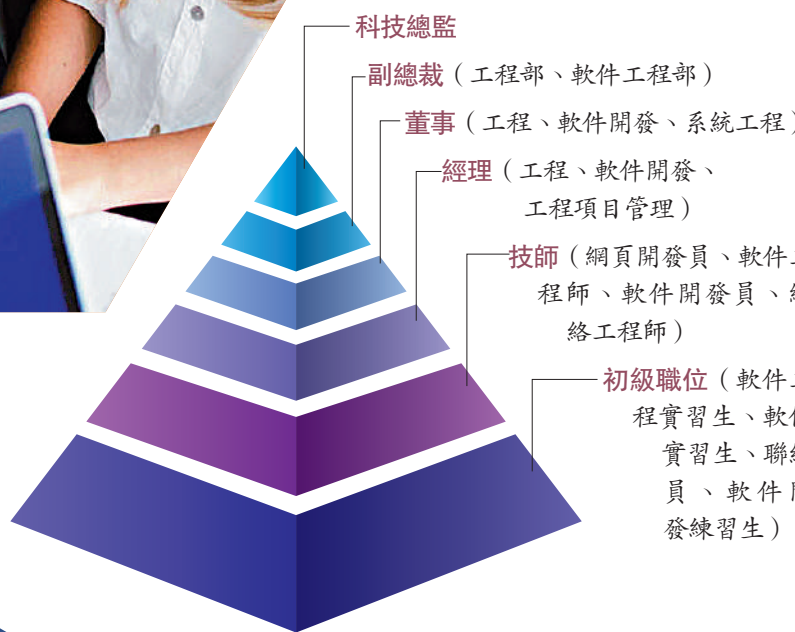 科技總監
副總裁（工程部、軟件工程部）
董事（工程、軟件開發、系統工程）
經理（工程、軟件開發、
工程項目管理）
技師（網頁開發員、軟件
程師、軟件開發員、
絡工程師）
初級職位（軟件
程實習生、軟件
實習生、聯絡
員、軟件開
發練習生）